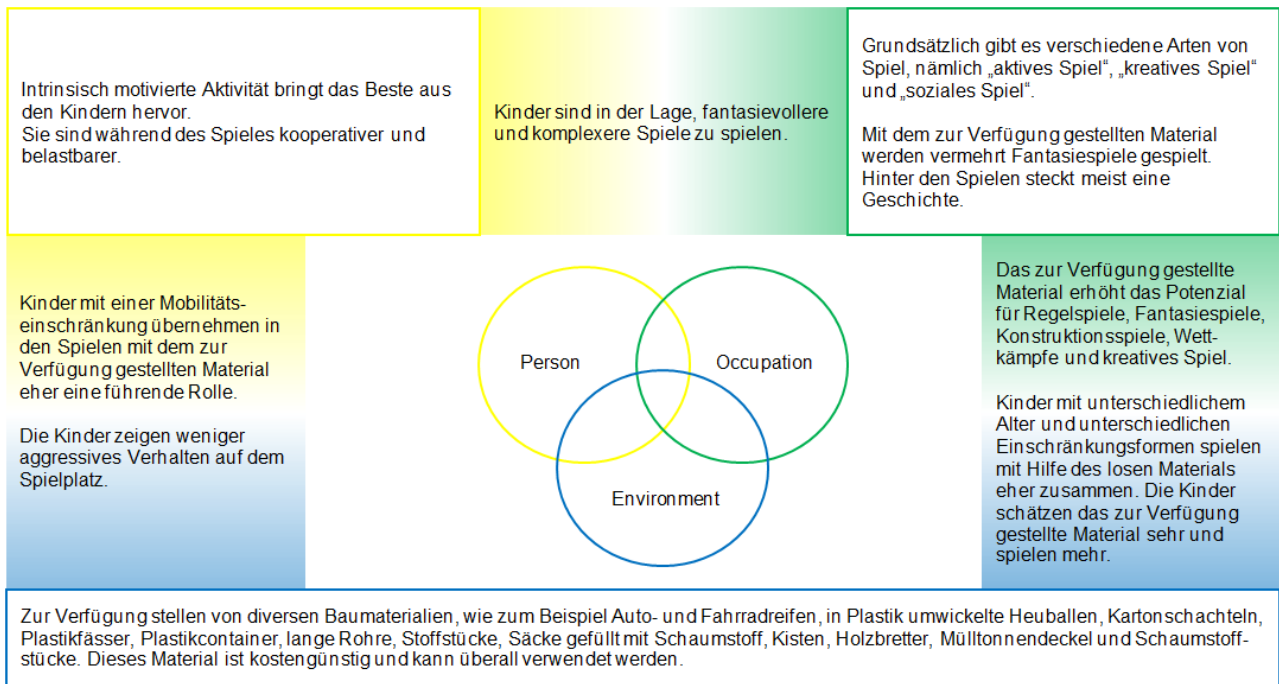 Intrinsisch motivierte Aktivität bringt das Beste aus
den Kindern hervor.
Sie sind während des Spieles kooperativer und
belastbarer.
Kinder sind in der Lage, fantasievollere
und komplexere Spiele zu spielen.
Grundsätzlich gibt es verschiedene Arten von
Spiel, nämlich „aktives Spiel“, „kreatives Spiel“
und „soziales Spiel“.
Mit dem zur Verfügung gestellten Material
werden vermehrt Fantasiespiele gespielt.
Hinter den Spielen steckt meist eine
Geschichte.
Kinder mit einer Mobilitäts-
einschränkung übernehmen in
den Spielen mit dem zur
Verfügung gestellten Material
eher eine führende Rolle.
Die Kinder zeigen weniger
aggressives Verhalten auf dem
Spielplatz.
Person
Occupation
Environment
Das zur Verfügung gestellte
Material erhöht das Potenzial
für Regelspiele, Fantasiespiele,
Konstruktionsspiele, Wett-
kämpfe und kreatives Spiel.
Kinder mit unterschiedlichem
Alter und unterschiedlichen
Einschränkungsformen spielen
mit Hilfe des losen Materials
eher zusammen. Die Kinder
schätzen das zur Verfügung
gestellte Material sehr und
spielen mehr.
Zur Verfügung stellen von diversen Baumaterialien, wie zum Beispiel Auto- und Fahrradreifen, in Plastik umwickelte Heuballen, Kartonschachteln,
Plastikfässer, Plastikcontainer, lange Rohre, Stoffstücke, Säcke gefüllt mit Schaumstoff, Kisten, Holzbretter, Mülltonnendeckel und Schaumstoff-
stücke. Dieses Material ist kostengünstig und kann überall verwendet werden.